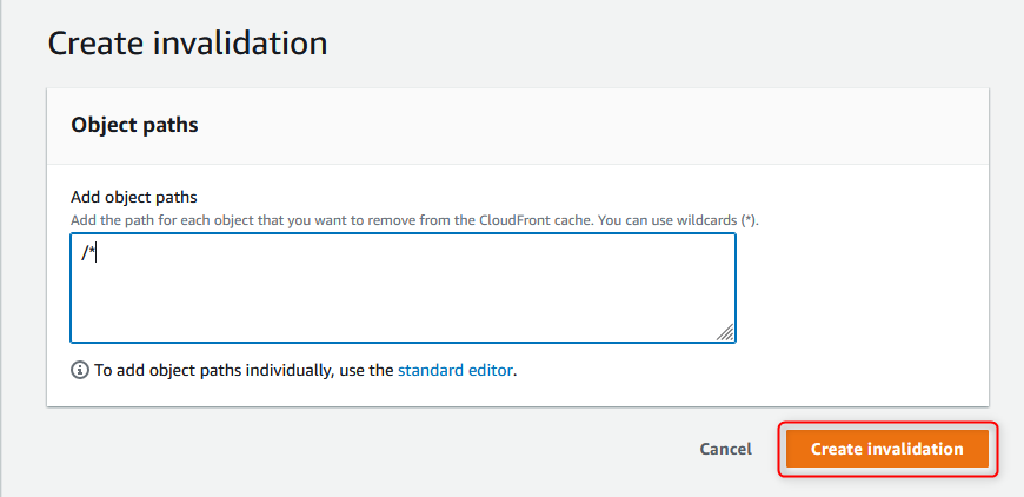 Create invalidation
Object paths
Add object paths
Add the path for each object that you want to remove from the CloudFront cache. You can use wildcards (*).
/*
To add object paths individually, use the standard editor.
Cancel
Create invalidation